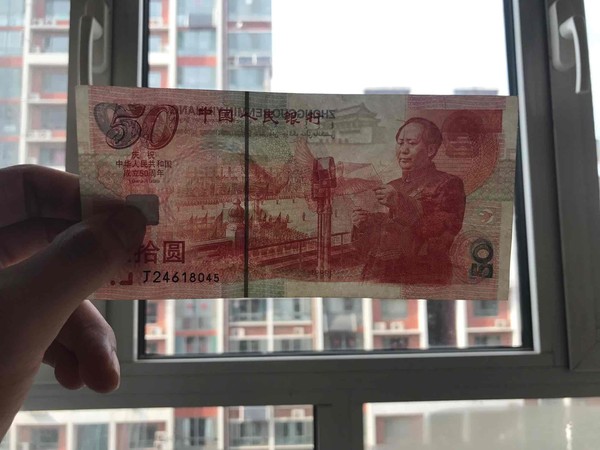 50
中国人民银行
庆祝
中华人民共和国
成立50周年
拾圆
J24618045
50